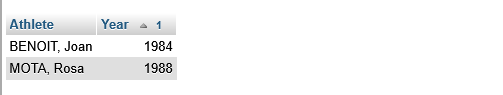 Athlete Year 1
BENOIT, Joan 1984
MOTA, Rosa 1988